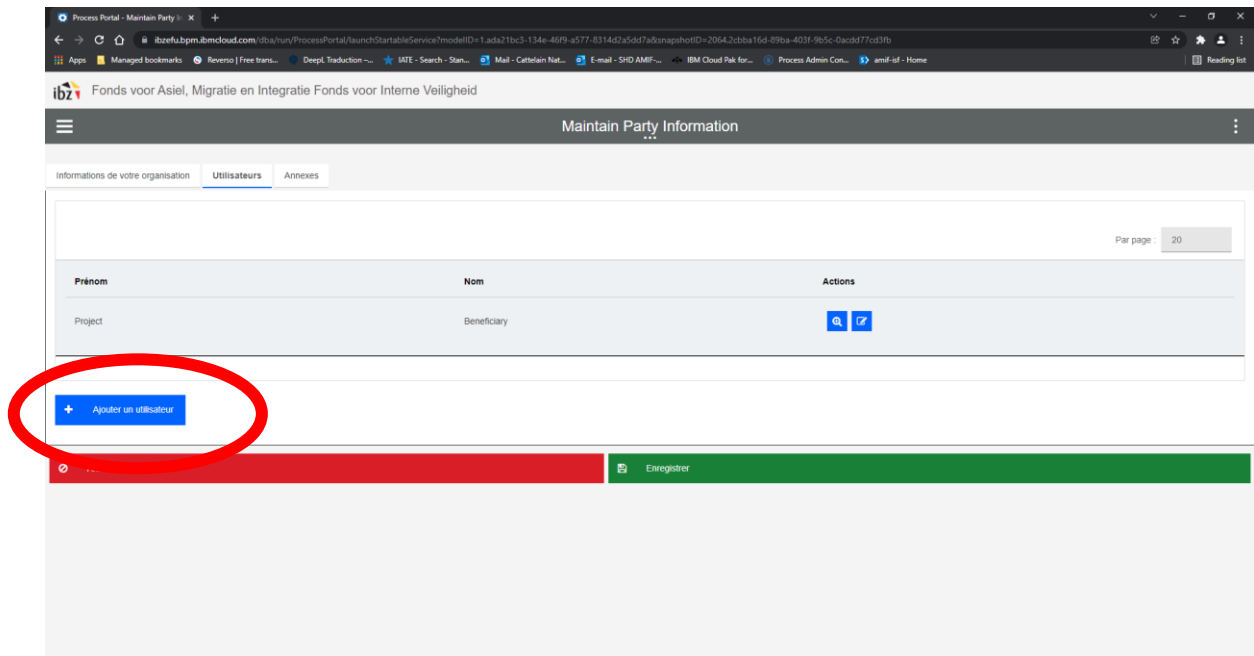 Process Portal - Maintain Party In
ibzefu.bpm.ibmcloud.com/dba/run/ProcessPortal/launchStartableService?modelID=1.ada21bc3-134e-46f9-a577-8314d2a5dd7a&snapshotID=2064.2cbba16d-89ba-403f-9b5c-0acdd77cd3fb
Apps Managed bookmarks Reverso | Free trans... DeepL Traduction –... IATE - Search - Stan... Mail - Cattelain Nat... E-mail - SHD AMIF-... IBM Cloud Pak for... Process Admin Con... amif-isf - Home Reading list
ibz Fonds voor Asiel, Migratie en Integratie Fonds voor Interne Veiligheid
Maintain Party Information
Informations de votre organisation Utilisateurs Annexes
Par page : 20
Prénom Nom Actions
Project Beneficiary
+ Ajouter un utilisateur
Enregistrer